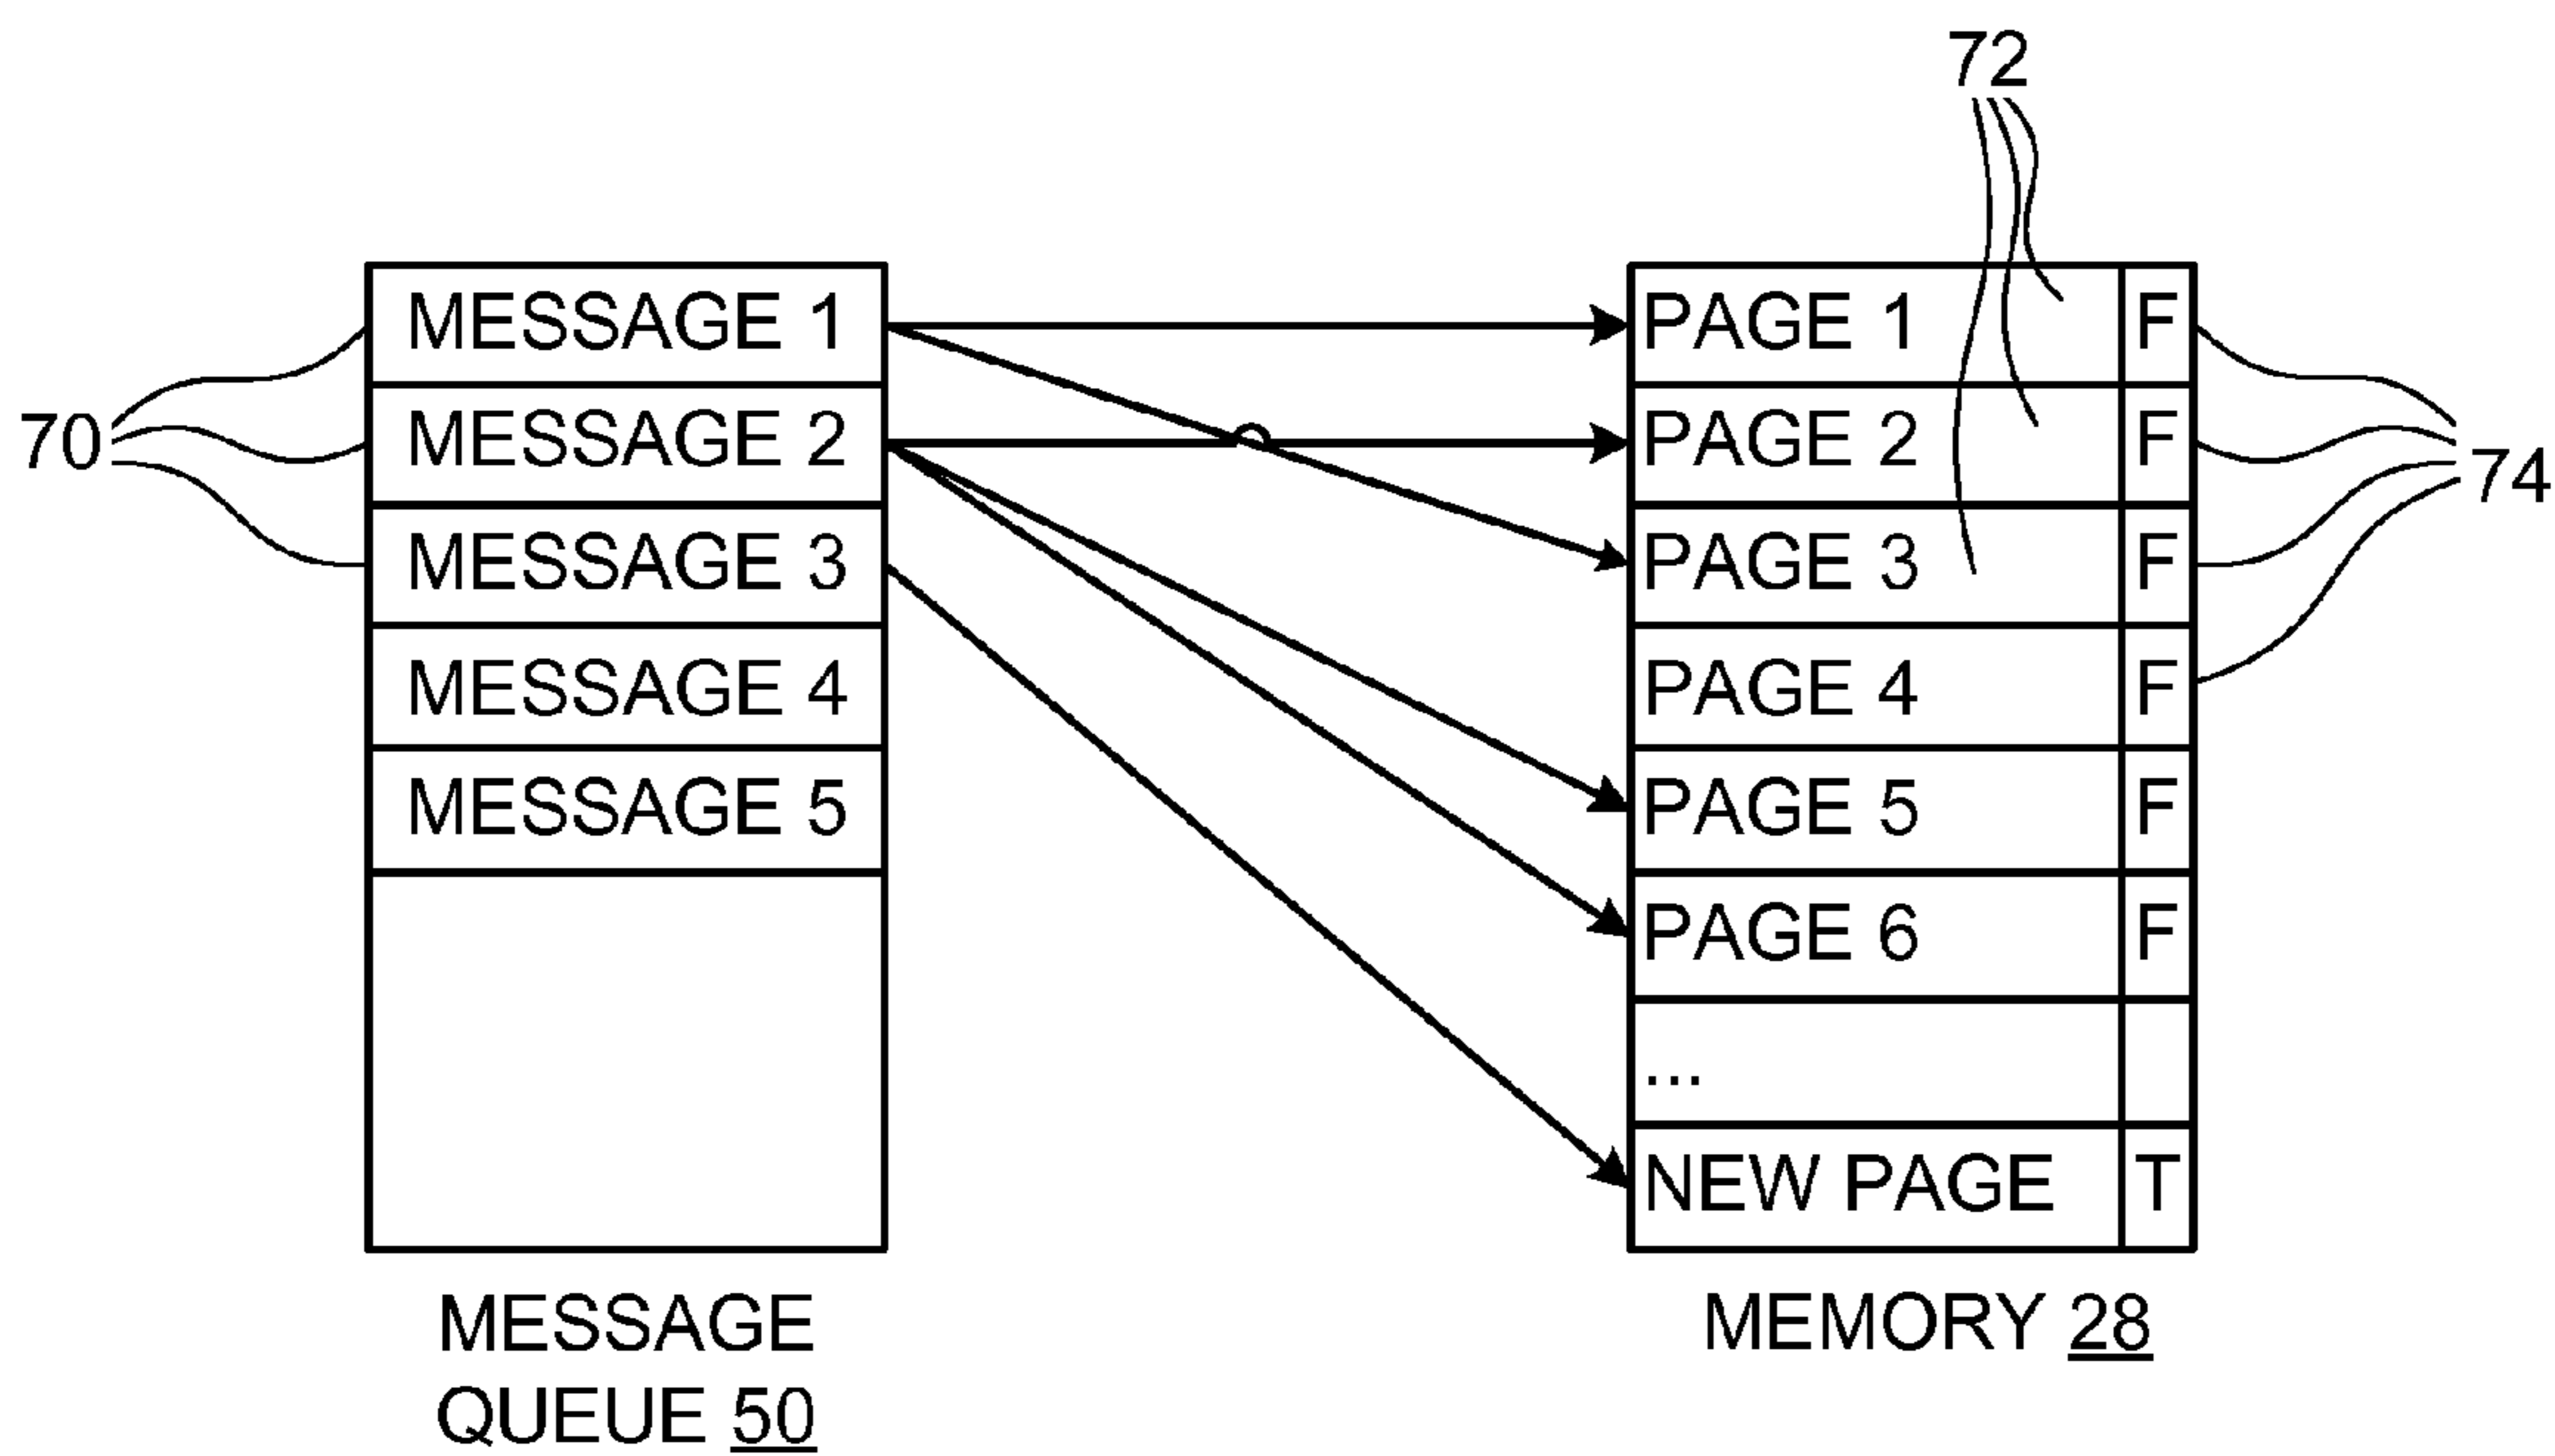 72
MESSAGE 1
PAGE 1 F
70
MESSAGE 2
PAGE 2 F
74
MESSAGE 3
PAGE 3 F
MESSAGE 4
PAGE 4 F
MESSAGE 5
PAGE 5 F
PAGE 6 F
...
NEW PAGE T
MESSAGE
QUEUE 50
MEMORY 28